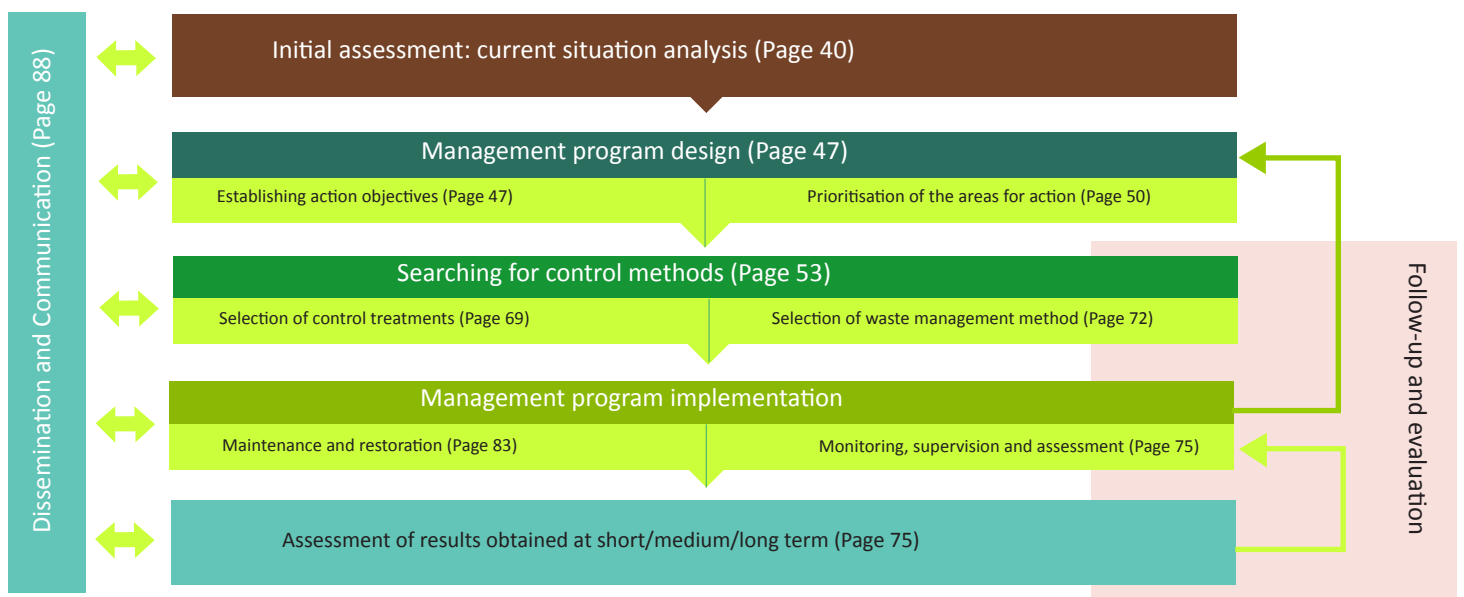 Dissemination and Communication (Page 88)
Initial assessment: current situation analysis (Page 40)
Management program design (Page 47)
Establishing action objectives (Page 47)
Prioritisation of the areas for action (Page 50)
Searching for control methods (Page 53)
Selection of control treatments (Page 69)
Selection of waste management method (Page 72)
Management program implementation
Maintenance and restoration (Page 83)
Monitoring, supervision and assessment (Page 75)
Assessment of results obtained at short/medium/long term (Page 75)
Follow-up and evaluation